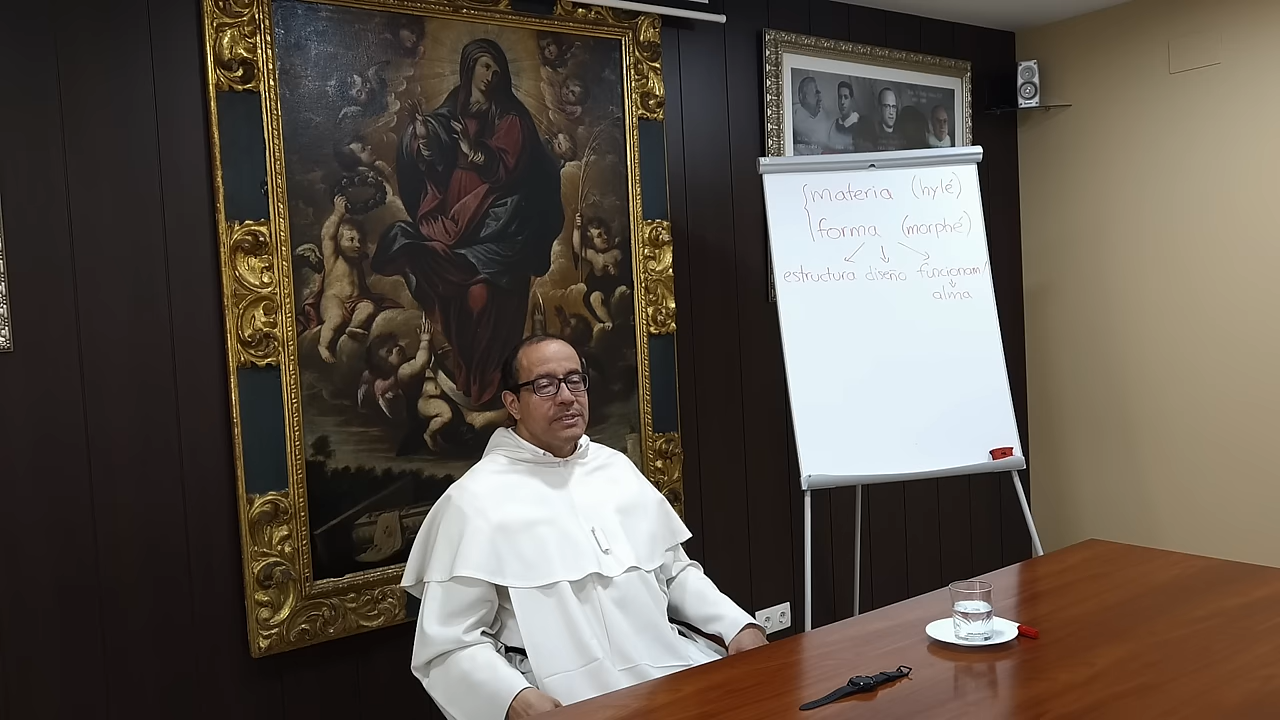 materia (hylé)
forma (morphé)
estructura diseño funcionam/
alma